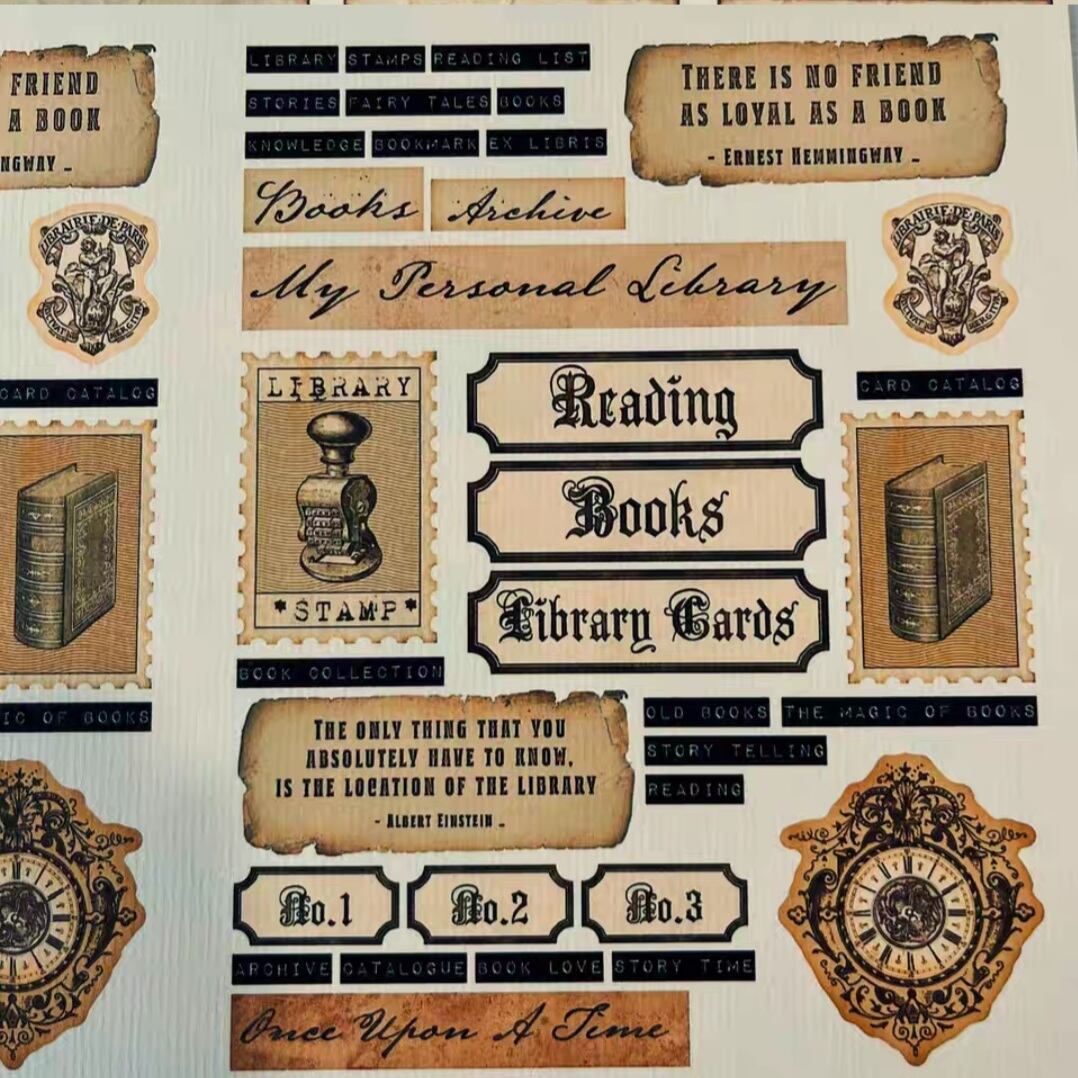 FRIEND
A BOOK
NGWAY -
CARD CATALOG
IC OF BOOKS
LIBRARY STAMPS READING LIST
STORIES FAIRY TALES BOOKS
KNOWLEDGE BOOKMARK EX LIBRIS
Books Archive
My Personal Library
THERE IS NO FRIEND
AS LOYAL AS A BOOK
- ERNEST HEMMINGWAY -
LIBRAIRIE·DE·PARIS
LIBRAIRIE·DE·PARIS
LIBRARY
*STAMP*
Reading
Books
Library Cards
CARD CATALOG
BOOK COLLECTION
THE ONLY THING THAT YOU
ABSOLUTELY HAVE TO KNOW,
IS THE LOCATION OF THE LIBRARY
- ALBERT EINSTEIN -
OLD BOOKS THE MAGIC OF BOOKS
STORY TELLING
READING
No.1 No.2 No.3
ARCHIVE CATALOGUE BOOK LOVE STORY TIME
Once Upon A Time